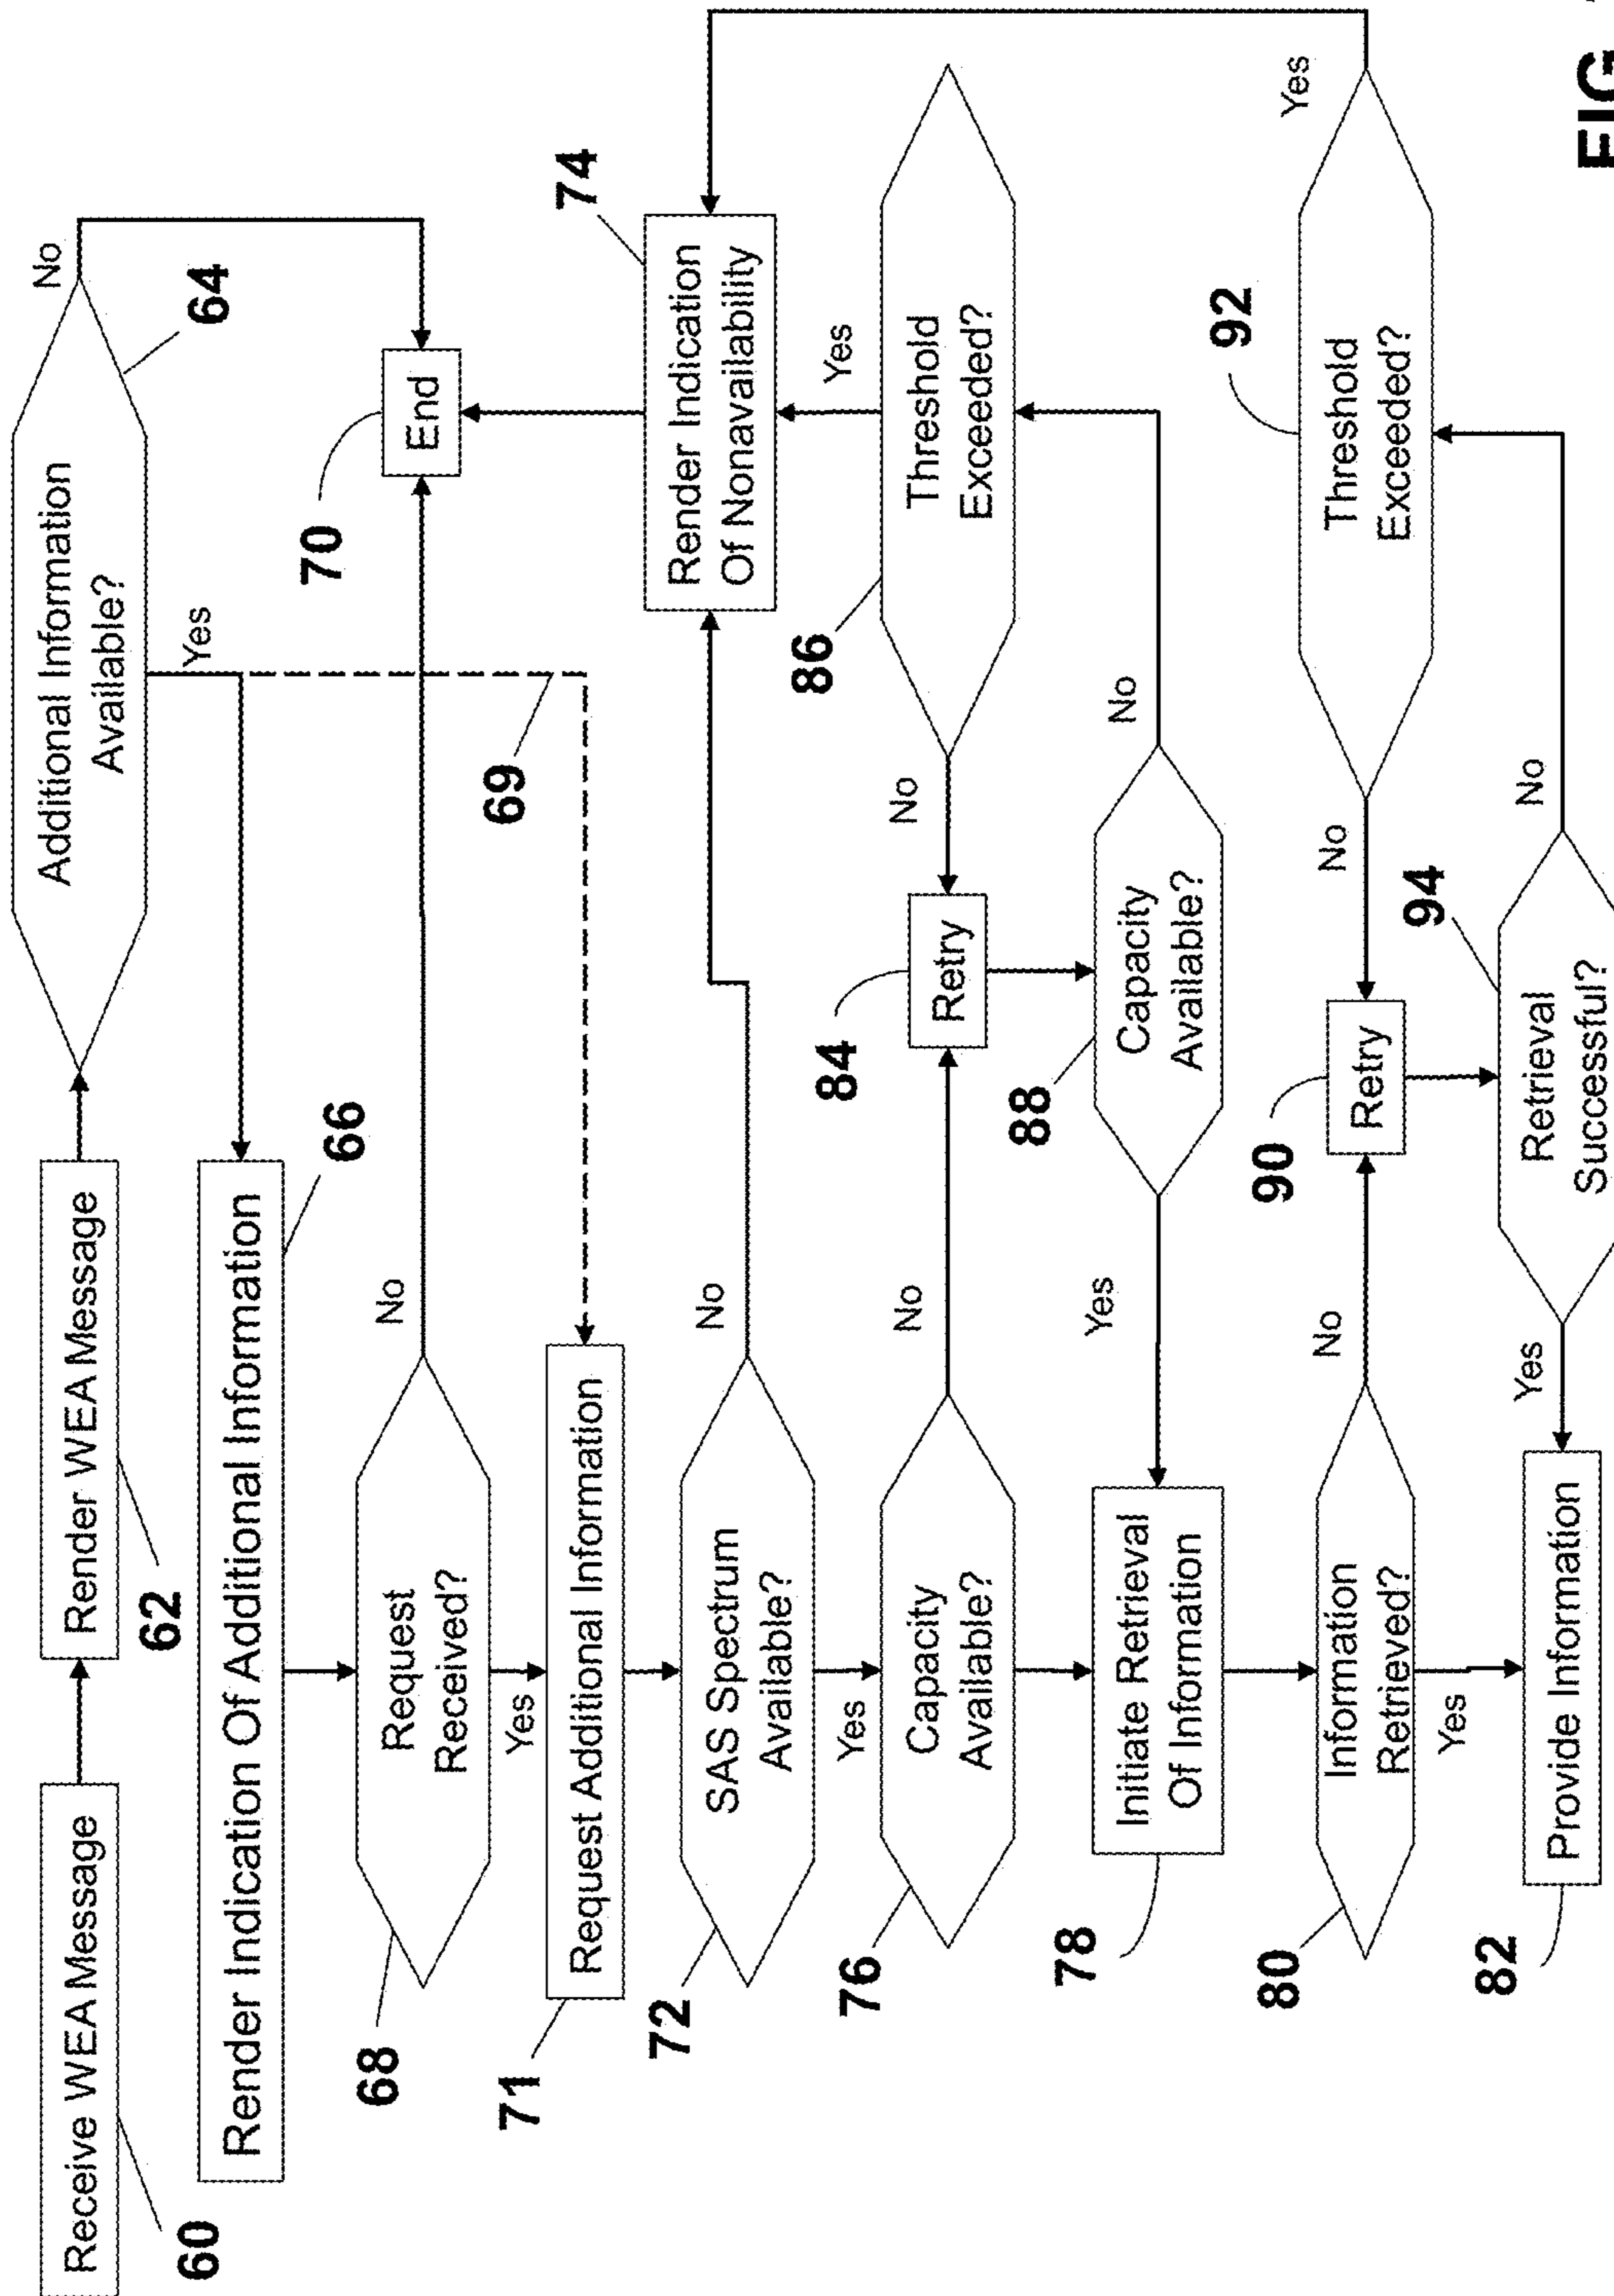 Receive WEA Message
60
Render WEA Message
62
Additional Information
Available?
64
No
Yes
Render Indication Of Additional Information
66
69
Request
Received?
68
No
Yes
End
70
Request Additional Information
71
SAS Spectrum
Available?
72
No
Yes
Render Indication
Of Nonavailability
74
Capacity
Available?
76
No
Retry
84
No
Threshold
Exceeded?
86
Yes
Capacity
Available?
88
No
Yes
Initiate Retrieval
Of Information
78
Information
Retrieved?
80
No
Yes
Retry
90
No
Threshold
Exceeded?
92
Yes
Retrieval
Successful?
94
No
Yes
Provide Information
82
FIG